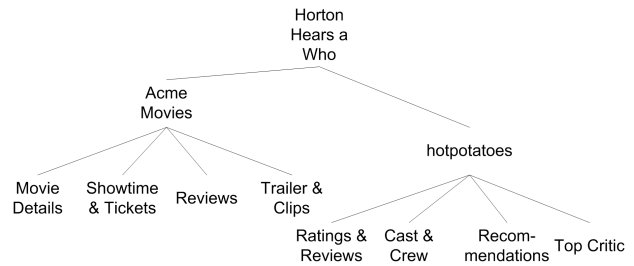 Horton
Hears a
Who
Acme
Movies
hotpotatoes
Movie
Details
Showtime
& Tickets
Reviews
Trailer &
Clips
Ratings &
Reviews
Cast &
Crew
Recom-
mendations
Top Critic